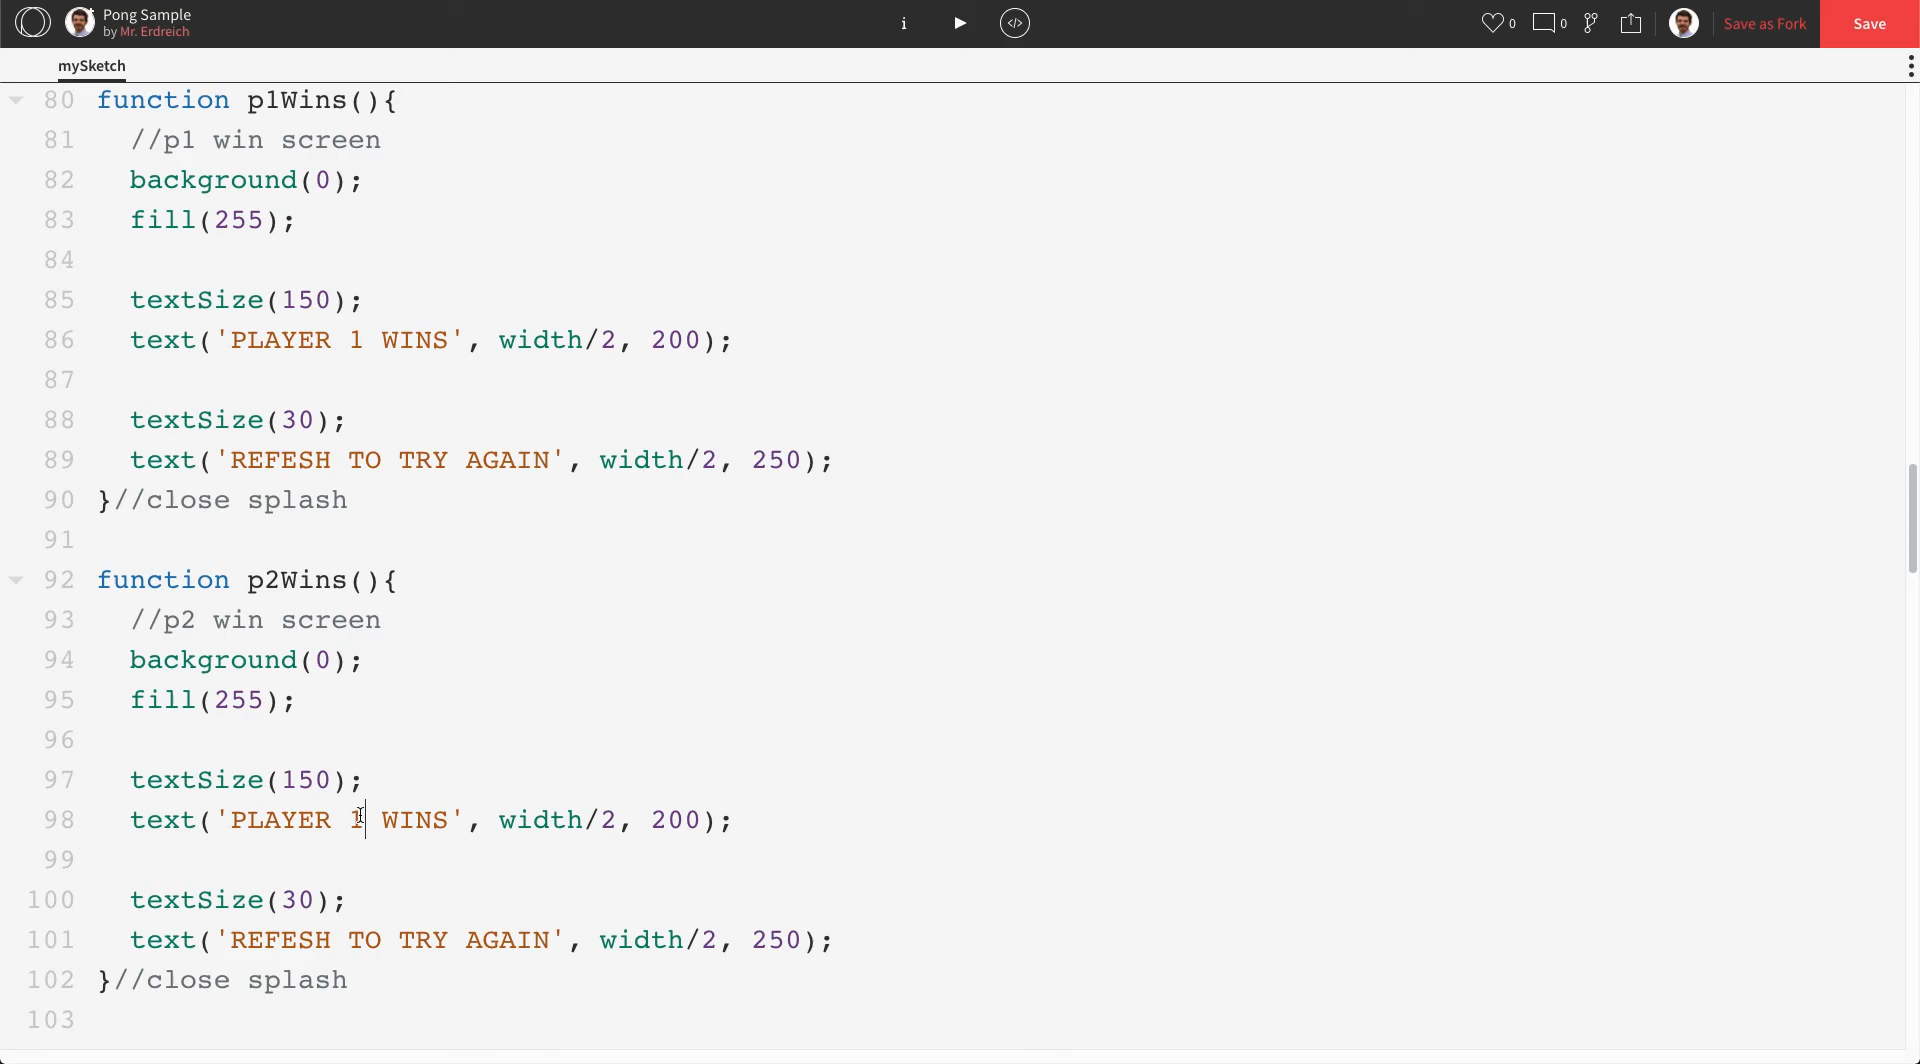 Pong Sample
by Mr. Erdreich
i
</>
0
0
Save as Fork
Save
mySketch
80 function p1Wins(){
81 //p1 win screen
82 background(0);
83 fill(255);
84
85 textSize(150);
86 text('PLAYER 1 WINS', width/2, 200);
87
88 textSize(30);
89 text('REFESH TO TRY AGAIN', width/2, 250);
90 }//close splash
91
92 function p2Wins(){
93 //p2 win screen
94 background(0);
95 fill(255);
96
97 textSize(150);
98 text('PLAYER 1 WINS', width/2, 200);
99
100 textSize(30);
101 text('REFESH TO TRY AGAIN', width/2, 250);
102 }//close splash
103